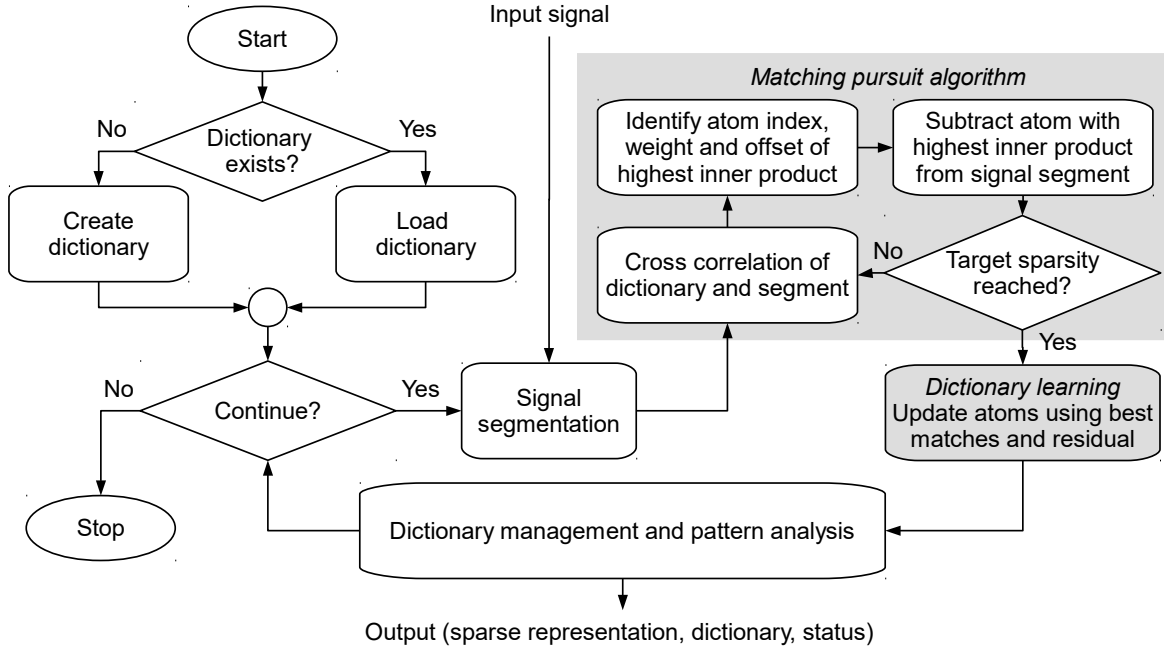 Start
Input signal
No
Dictionary
exists?
Yes
Create
dictionary
Load
dictionary
Matching pursuit algorithm
Identify atom index,
weight and offset of
highest inner product
Subtract atom with
highest inner product
from signal segment
Cross correlation of
dictionary and segment
No
Target sparsity
reached?
Yes
No
Continue?
Yes
Signal
segmentation
Dictionary learning
Update atoms using best
matches and residual
Stop
Dictionary management and pattern analysis
Output (sparse representation, dictionary, status)